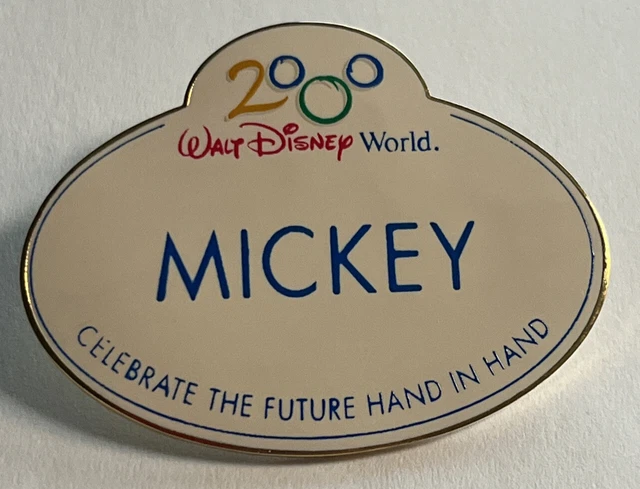 2000
Walt Disney World.
MICKEY
CELEBRATE THE FUTURE HAND IN HAND